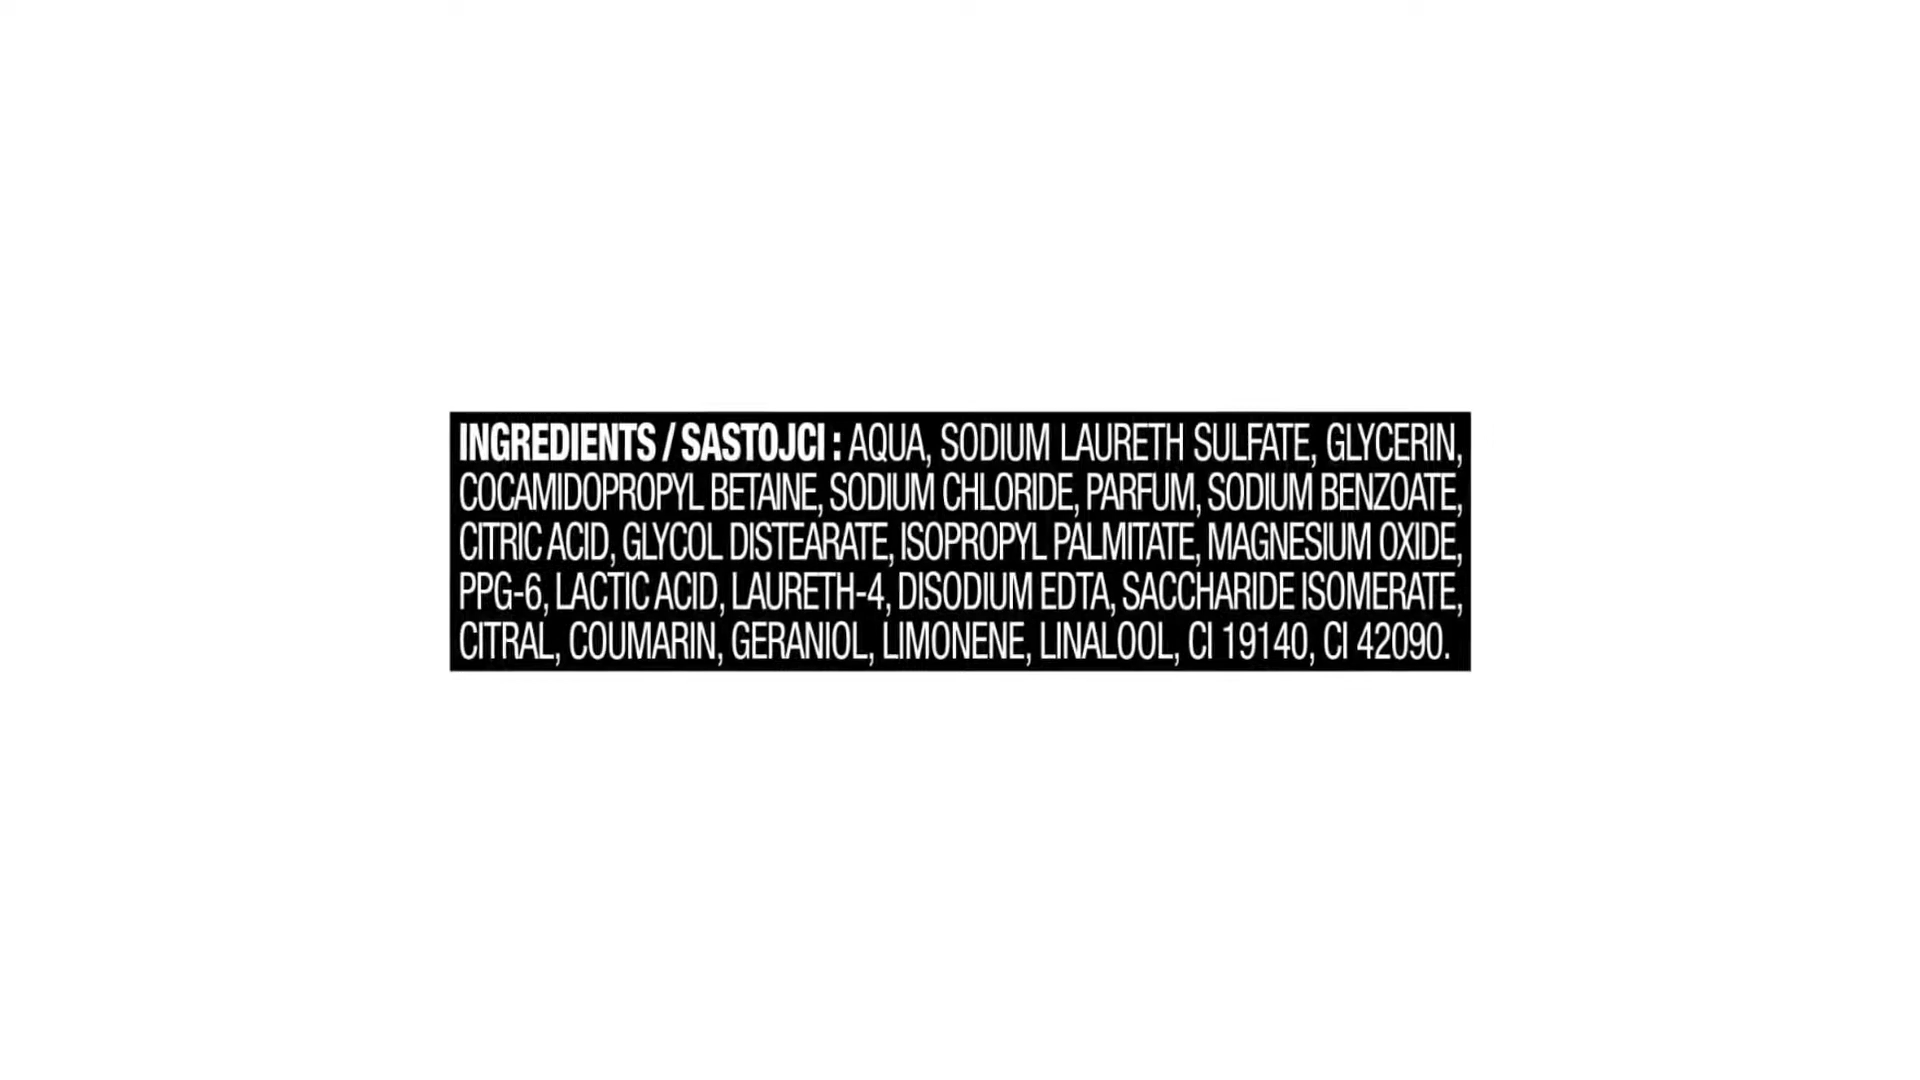 INGREDIENTS / SASTOJCI : AQUA, SODIUM LAURETH SULFATE, GLYCERIN,
COCAMIDOPROPYL BETAINE, SODIUM CHLORIDE, PARFUM, SODIUM BENZOATE,
CITRIC ACID, GLYCOL DISTEARATE, ISOPROPYL PALMITATE, MAGNESIUM OXIDE,
PPG-6, LACTIC ACID, LAURETH-4, DISODIUM EDTA, SACCHARIDE ISOMERATE,
CITRAL, COUMARIN, GERANIOL, LIMONENE, LINALOOL, CI 19140, CI 42090.